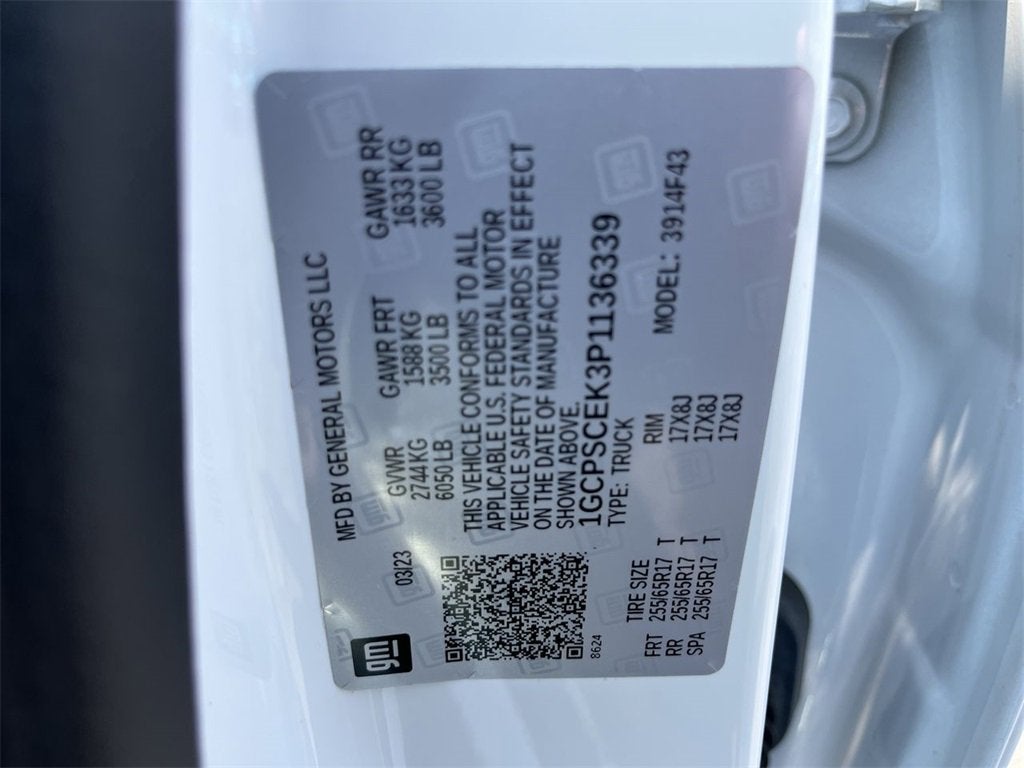 gm
03/23
MFD BY GENERAL MOTORS LLC
GVWR GAWR FRT GAWR RR
2744 KG 1588 KG 1633 KG
6050 LB 3500 LB 3600 LB
THIS VEHICLE CONFORMS TO ALL
APPLICABLE U.S. FEDERAL MOTOR
VEHICLE SAFETY STANDARDS IN EFFECT
ON THE DATE OF MANUFACTURE
SHOWN ABOVE.
1GCPSCEK3P1136339
8624
TYPE: TRUCK MODEL: 3914F43
TIRE SIZE RIM
FRT 255/65R17 T 17X8J
RR 255/65R17 T 17X8J
SPA 255/65R17 T 17X8J